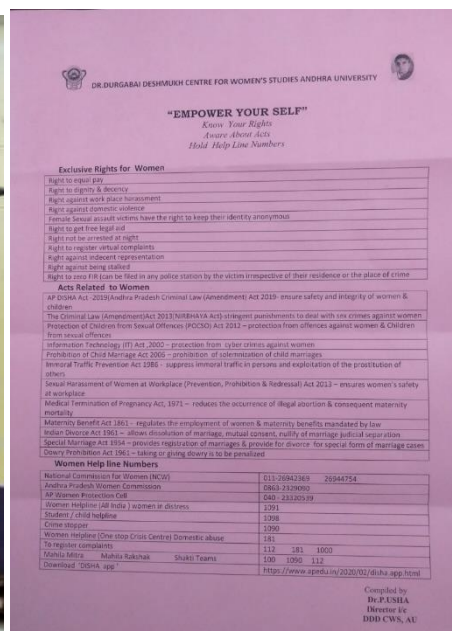 DR.DURGABAI DESHMUKH CENTRE FOR WOMEN'S STUDIES ANDHRA UNIVERSITY
"EMPOWER YOUR SELF"
Know Your Rights
Aware About Acts
Hold Help Line Numbers
Exclusive Rights for Women
Right to equal pay
Right to dignity & decency
Right against work place harassment
Right against domestic violence
Female Sexual assault victims have the right to keep their identity anonymous
Right to get free legal aid
Right not be arrested at night
Right to register virtual complaints
Right against indecent representation
Right against being stalked
Right to zero FIR (can be filed in any police station by the victim irrespective of their residence or the place of crime
Acts Related to Women
AP DISHA Act -2019(Andhra Pradesh Criminal Law (Amendment) Act 2019- ensure safety and integrity of women &
children
The Criminal Law (Amendment)Act 2013(NIRBHAYA Act)-stringent punishments to deal with sex crimes against women
Protection of Children from Sexual Offences (POCSO) Act 2012 – protection from offences against women & Children
from sexual offences
Information Technology (IT) Act ,2000 – protection from cyber crimes against women
Prohibition of Child Marriage Act 2006 – prohibition of solemnization of child marriages
Immoral Traffic Prevention Act 1986 - suppress immoral traffic in persons and exploitation of the prostitution of
others
Sexual Harassment of Women at Workplace (Prevention, Prohibition & Redressal) Act 2013 – ensures women's safety
at workplace
Medical Termination of Pregnancy Act, 1971 – reduces the occurrence of illegal abortion & consequent maternity
mortality
Maternity Benefit Act 1861 - regulates the employment of women & maternity benefits mandated by law
Indian Divorce Act 1961 – allows dissolution of marriage, mutual consent, nullify of marriage judicial separation
Special Marriage Act 1954 – provides registration of marriages & provide for divorce for special form of marriage cases
Dowry Prohibition Act 1961 – taking or giving dowry is to be penalized
Women Help line Numbers
National Commission for Women (NCW) 011-26942369 26944754
Andhra Pradesh Women Commission 0863-2329090
AP Women Protection Cell 040 - 23320539
Women Helpline (All India ) women in distress 1091
Student / child helpline 1098
Crime stopper 1090
Women Helpline (One stop Crisis Centre) Domestic abuse 181
To register complaints 112 181 1000
Mahila Mitra Mahila Rakshak Shakti Teams 100 1090 112
Download "DISHA app" https://www.apedu.in/2020/02/disha.app.html
Compiled by
Dr.P.USHA
Director i/c
DDD CWS, AU